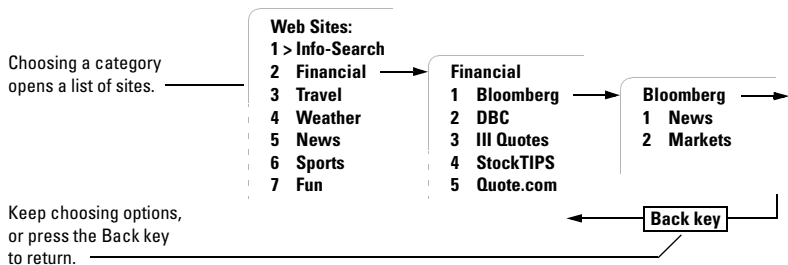 Choosing a category
opens a list of sites.
Web Sites:
1 > Info-Search
2 Financial
3 Travel
4 Weather
5 News
6 Sports
7 Fun
Financial
1 Bloomberg
2 DBC
3 III Quotes
4 StockTIPS
5 Quote.com
Bloomberg
1 News
2 Markets
Keep choosing options,
or press the Back key
to return.
Back key